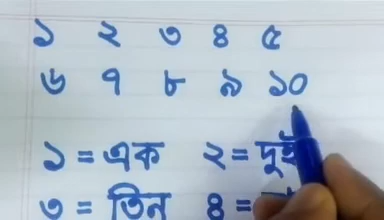 ১ ২ ৩ ৪ ৫
৬ ৭ ৮ ৯ ১০
১ = এক ২ = দুই
৩ = তিন ৪ =